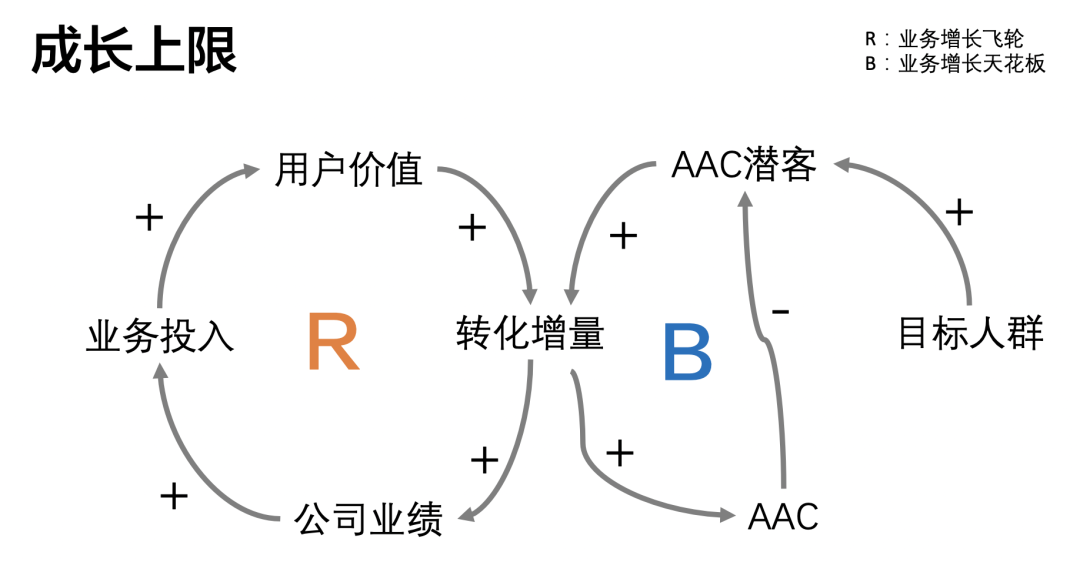 成长上限
R：业务增长飞轮
B：业务增长天花板
用户价值
AAC潜客
+
+
+
+
-
业务投入
R
转化增量
B
目标人群
+
+
+
公司业绩
AAC